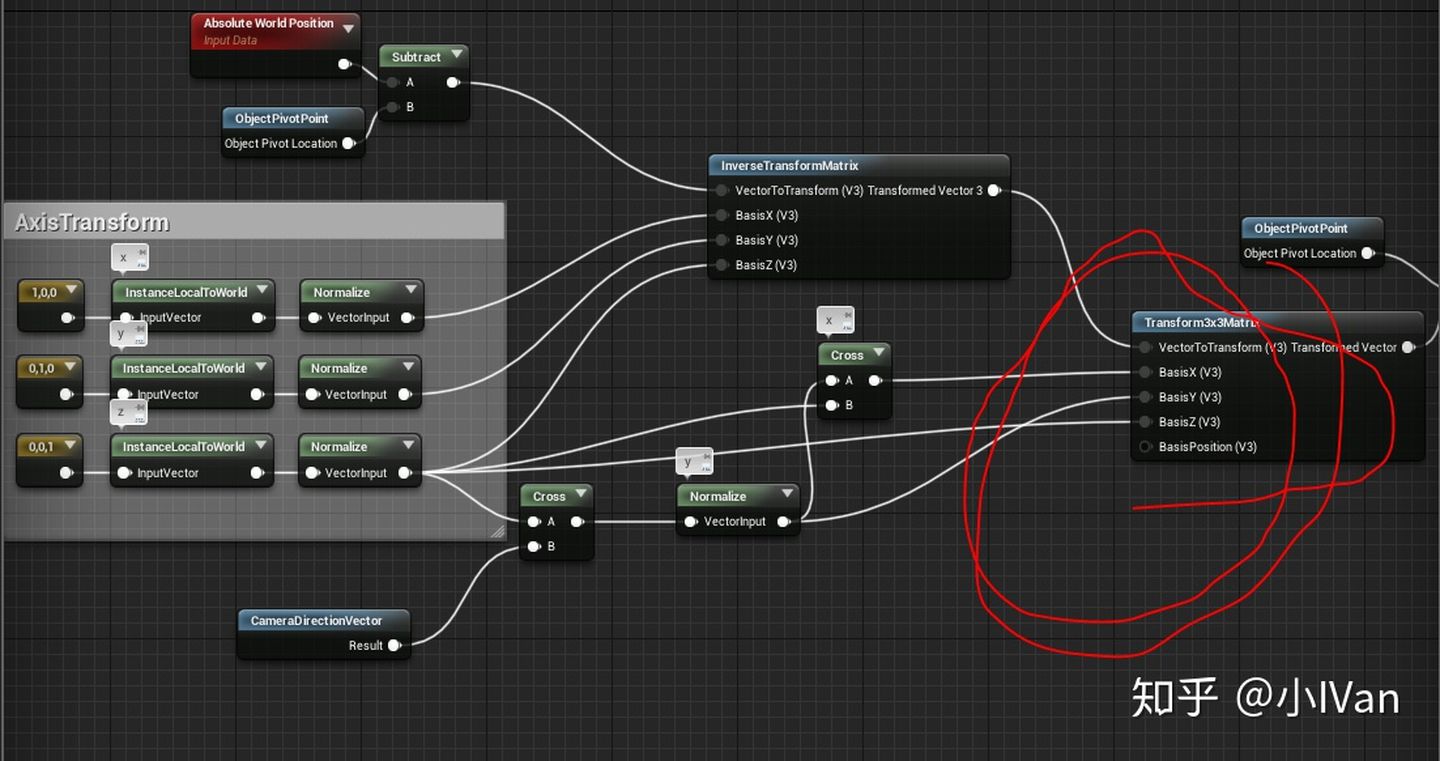 Absolute World Position
Input Data
Subtract
A
B
ObjectPivotPoint
Object Pivot Location
InverseTransformMatrix
VectorToTransform (V3) Transformed Vector 3
BasisX (V3)
BasisY (V3)
BasisZ (V3)
AxisTransform
x
1,0,0
InstanceLocalToWorld
InputVector
Normalize
VectorInput
y
0,1,0
InstanceLocalToWorld
InputVector
Normalize
VectorInput
z
0,0,1
InstanceLocalToWorld
InputVector
Normalize
VectorInput
x
Cross
A
B
ObjectPivotPoint
Object Pivot Location
Transform3x3Matrix
VectorToTransform (V3) Transformed Vector
BasisX (V3)
BasisY (V3)
BasisZ (V3)
BasisPosition (V3)
Cross
A
B
y
Normalize
VectorInput
CameraDirectionVector
Result
知乎 @小IVan